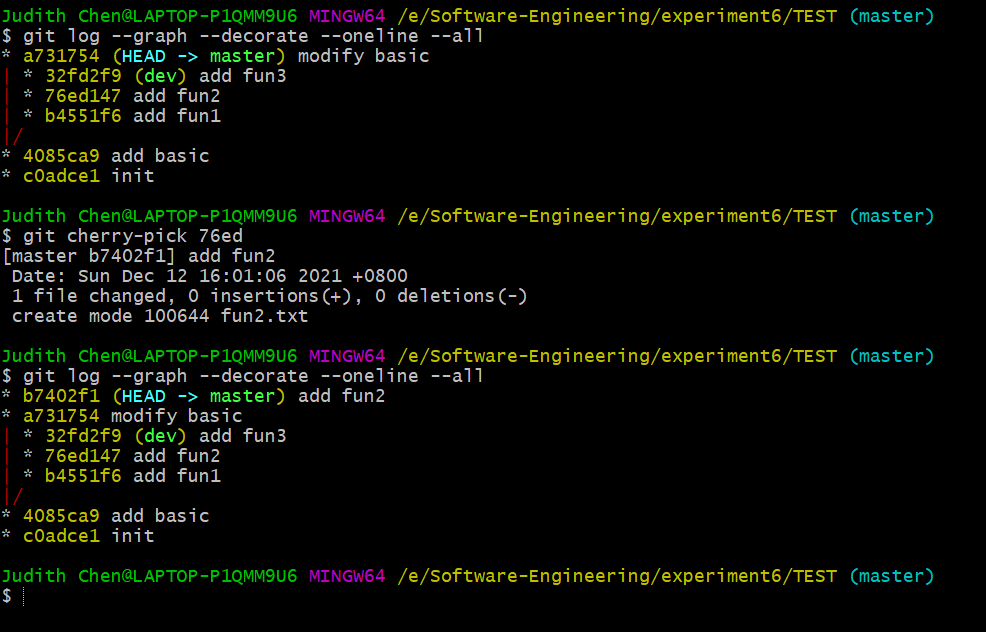 Judith Chen@LAPTOP-P1QMM9U6 MINGW64 /e/Software-Engineering/experiment6/TEST (master)
$ git log --graph --decorate --oneline --all
* a731754 (HEAD -> master) modify basic
| * 32fd2f9 (dev) add fun3
| * 76ed147 add fun2
| * b4551f6 add fun1
|/
* 4085ca9 add basic
* c0adce1 init

Judith Chen@LAPTOP-P1QMM9U6 MINGW64 /e/Software-Engineering/experiment6/TEST (master)
$ git cherry-pick 76ed
[master b7402f1] add fun2
 Date: Sun Dec 12 16:01:06 2021 +0800
 1 file changed, 0 insertions(+), 0 deletions(-)
 create mode 100644 fun2.txt

Judith Chen@LAPTOP-P1QMM9U6 MINGW64 /e/Software-Engineering/experiment6/TEST (master)
$ git log --graph --decorate --oneline --all
* b7402f1 (HEAD -> master) add fun2
* a731754 modify basic
| * 32fd2f9 (dev) add fun3
| * 76ed147 add fun2
| * b4551f6 add fun1
|/
* 4085ca9 add basic
* c0adce1 init

Judith Chen@LAPTOP-P1QMM9U6 MINGW64 /e/Software-Engineering/experiment6/TEST (master)
$